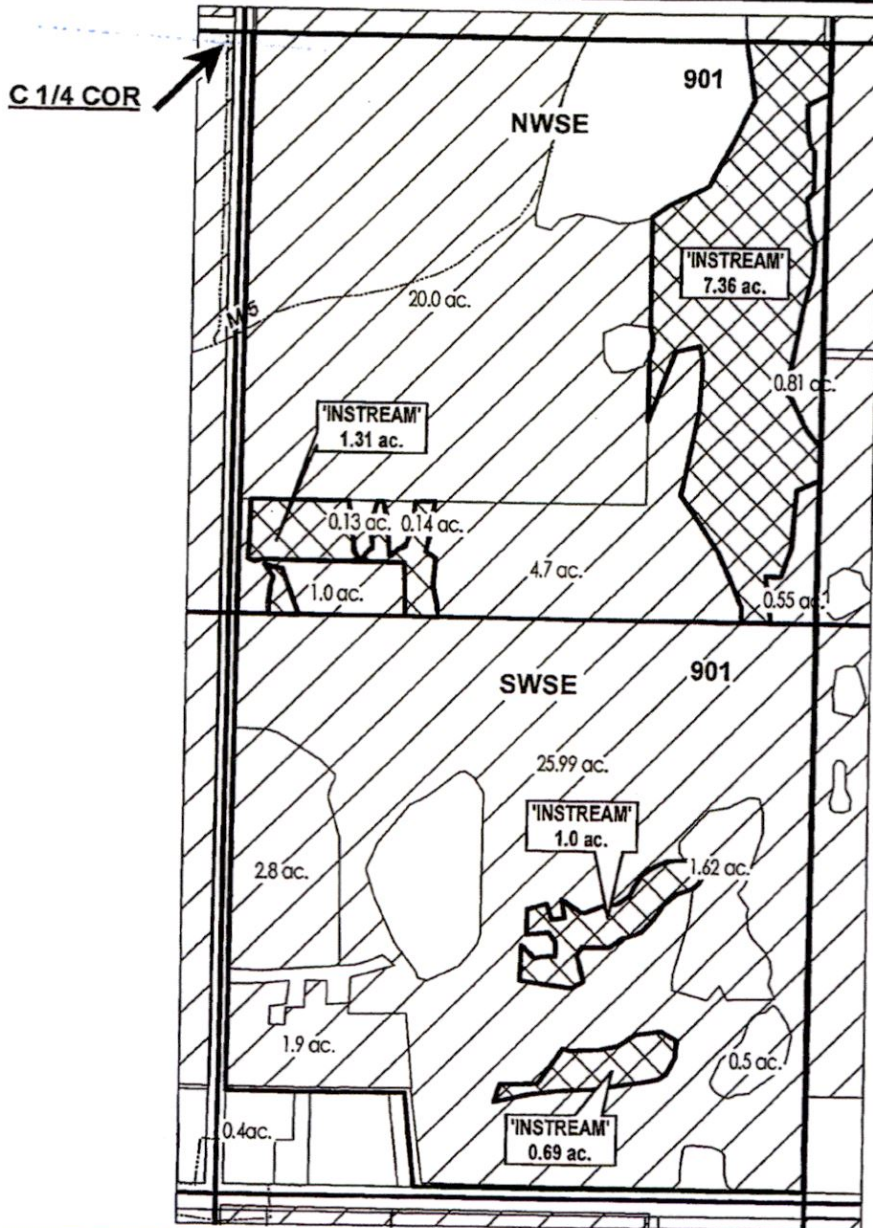 C 1/4 COR
901
NWSE
'INSTREAM'
7.36 ac.
20.0 ac.
0.81 ac.
'INSTREAM'
1.31 ac.
0.13 ac.
0.14 ac.
4.7 ac.
1.0 ac.
0.55 ac.
901
SWSE
25.99 ac.
'INSTREAM'
1.0 ac.
2.8 ac.
1.62 ac.
1.9 ac.
0.5 ac.
0.4ac.
'INSTREAM'
0.69 ac.